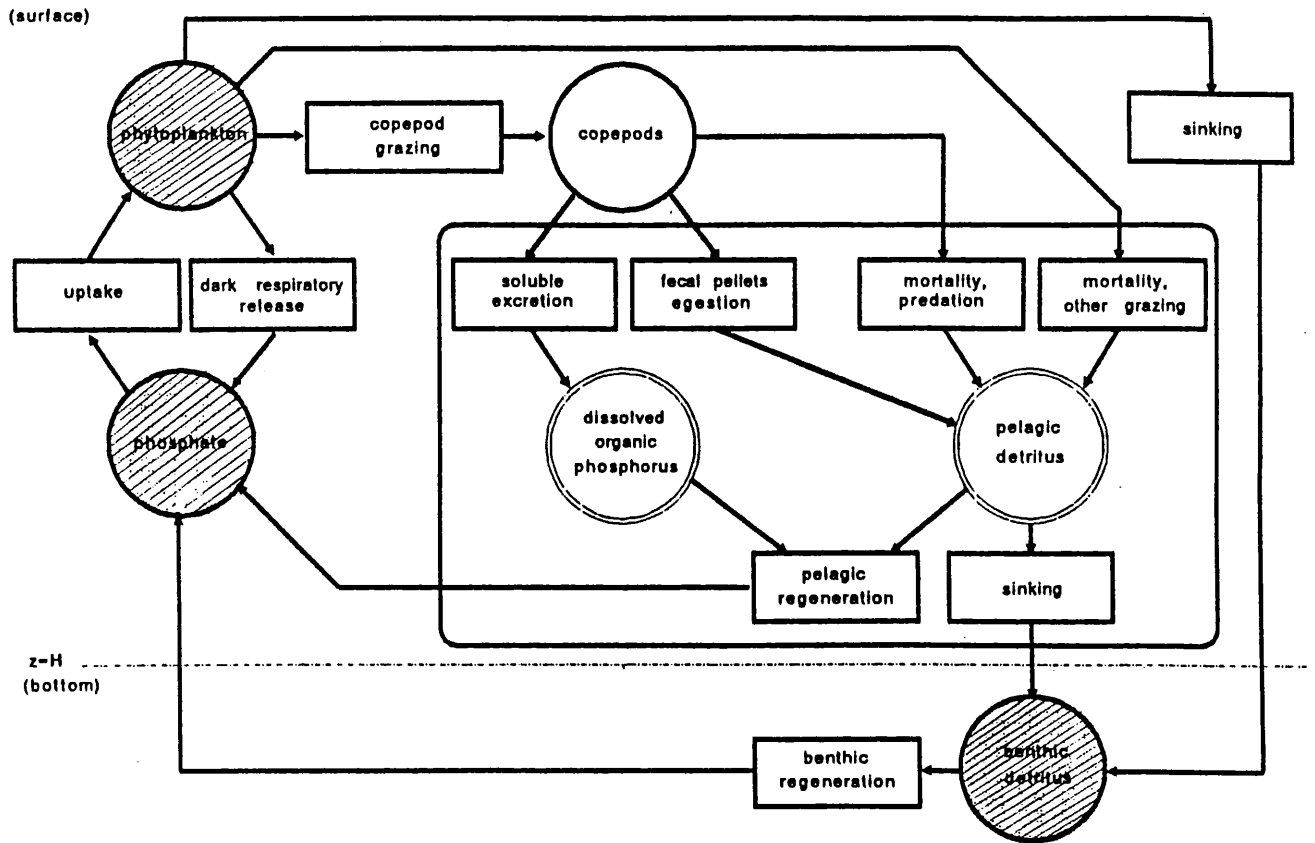 (surface)
phytoplankton
copepod
grazing
copepods
sinking
uptake
dark respiratory
release
soluble
excretion
fecal pellets
egestion
mortality,
predation
mortality,
other grazing
phosphate
dissolved
organic
phosphorus
pelagic
detritus
pelagic
regeneration
sinking
z-H
(bottom)
benthic
regeneration
benthic
detritus